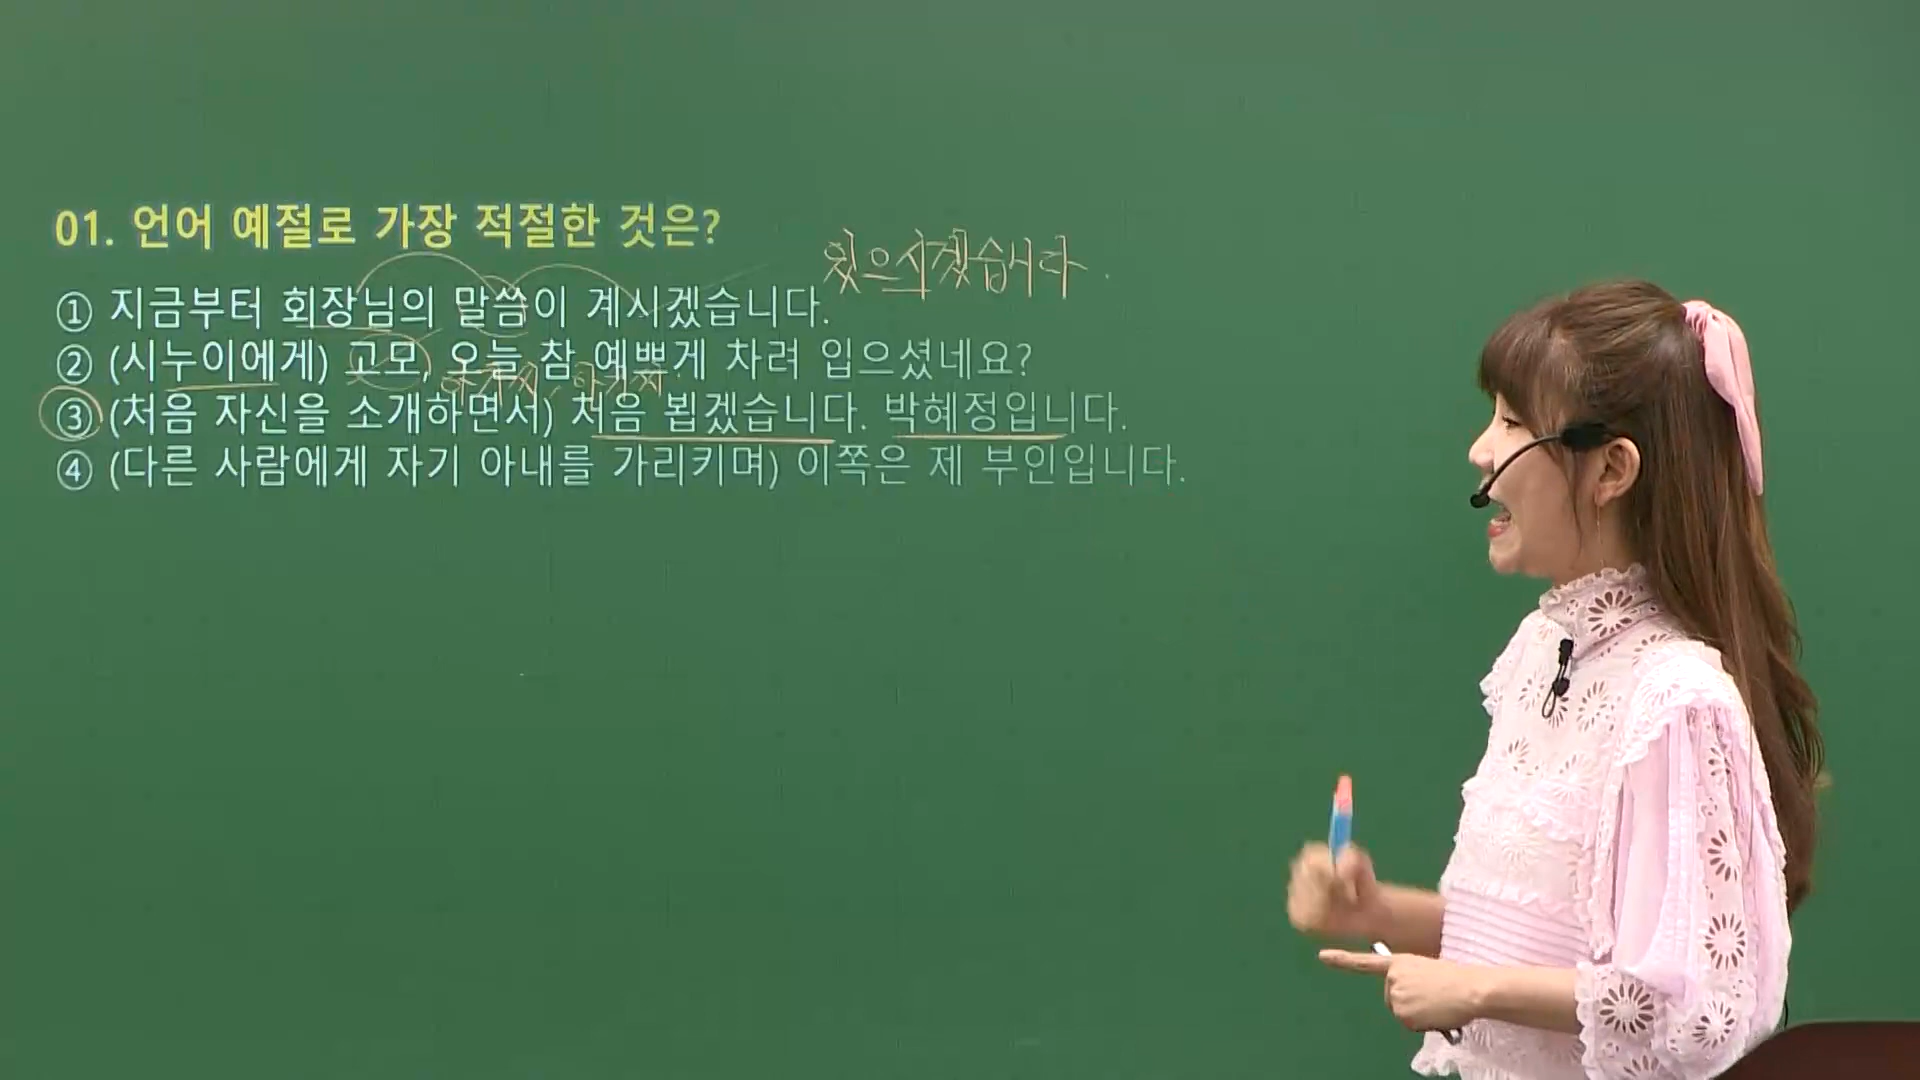 01. 언어 예절로 가장 적절한 것은?
있으시겠습니다.
① 지금부터 회장님의 말씀이 계시겠습니다.
② (시누이에게) 고모, 오늘 참 예쁘게 차려 입으셨네요?
③ (처음 자신을 소개하면서) 처음 뵙겠습니다. 박혜정입니다.
④ (다른 사람에게 자기 아내를 가리키며) 이쪽은 제 부인입니다.